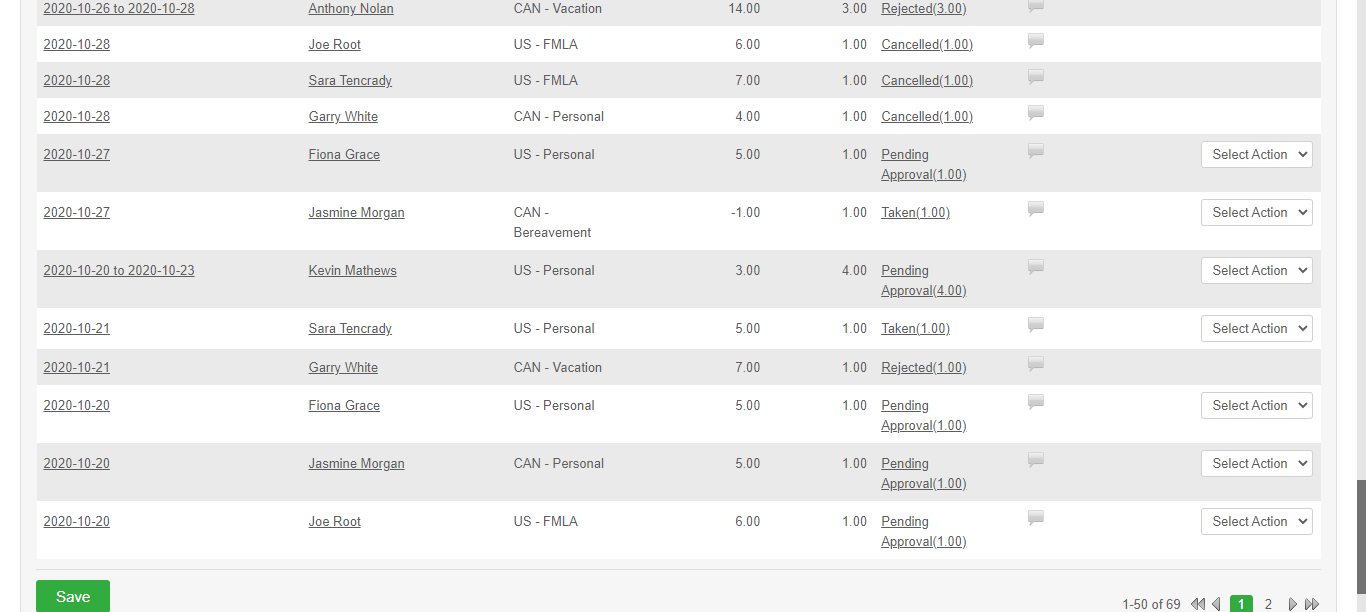 2020-10-26 to 2020-10-28 Anthony Nolan CAN - Vacation 14.00 3.00 Rejected(3.00)
2020-10-28 Joe Root US - FMLA 6.00 1.00 Cancelled(1.00)
2020-10-28 Sara Tencrady US - FMLA 7.00 1.00 Cancelled(1.00)
2020-10-28 Garry White CAN - Personal 4.00 1.00 Cancelled(1.00)
2020-10-27 Fiona Grace US - Personal 5.00 1.00 Pending Select Action
Approval(1.00)
2020-10-27 Jasmine Morgan CAN - -1.00 1.00 Taken(1.00) Select Action
Bereavement
2020-10-20 to 2020-10-23 Kevin Mathews US - Personal 3.00 4.00 Pending Select Action
Approval(4.00)
2020-10-21 Sara Tencrady US - Personal 5.00 1.00 Taken(1.00) Select Action
2020-10-21 Garry White CAN - Vacation 7.00 1.00 Rejected(1.00)
2020-10-20 Fiona Grace US - Personal 5.00 1.00 Pending Select Action
Approval(1.00)
2020-10-20 Jasmine Morgan CAN - Personal 5.00 1.00 Pending Select Action
Approval(1.00)
2020-10-20 Joe Root US - FMLA 6.00 1.00 Pending Select Action
Approval(1.00)
Save
1-50 of 69 1 2